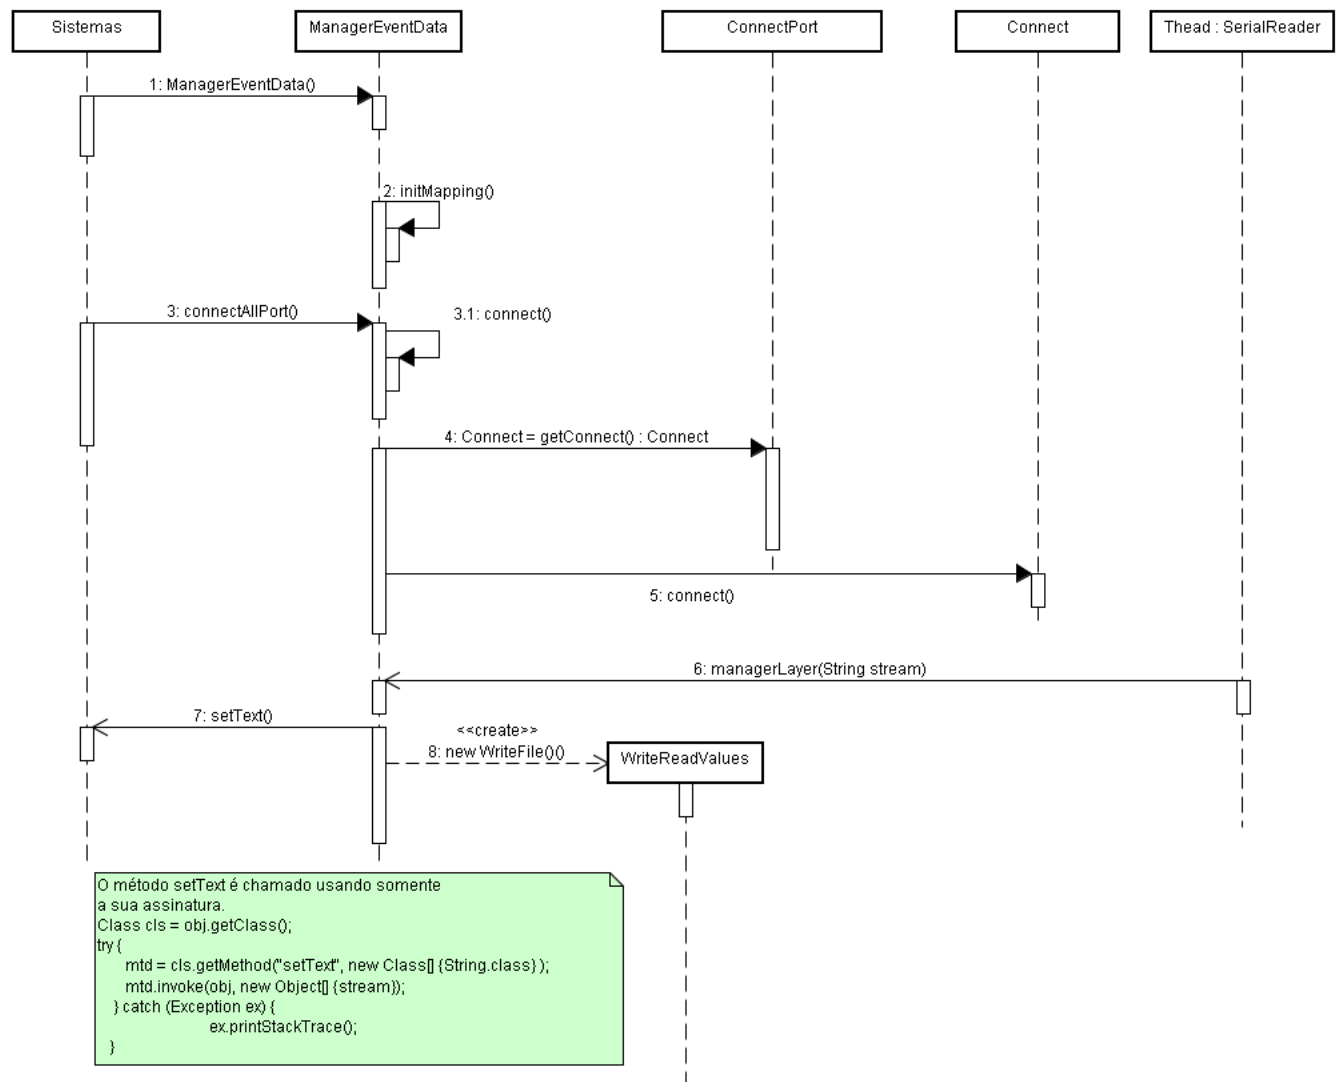 Sistemas
ManagerEventData
ConnectPort
Connect
Thead : SerialReader
1: ManagerEventData()
2: initMapping()
3: connectAllPort()
3.1: connect()
4: Connect = getConnect() : Connect
5: connect()
6: managerLayer(String stream)
7: setText()
<<create>>
8: new WriteFile()()
WriteReadValues
O método setText é chamado usando somente
a sua assinatura.
Class cls = obj.getClass();
try {
mtd = cls.getMethod("setText", new Class[] {String.class} );
mtd.invoke(obj, new Object[] {stream});
} catch (Exception ex) {
ex.printStackTrace();
}